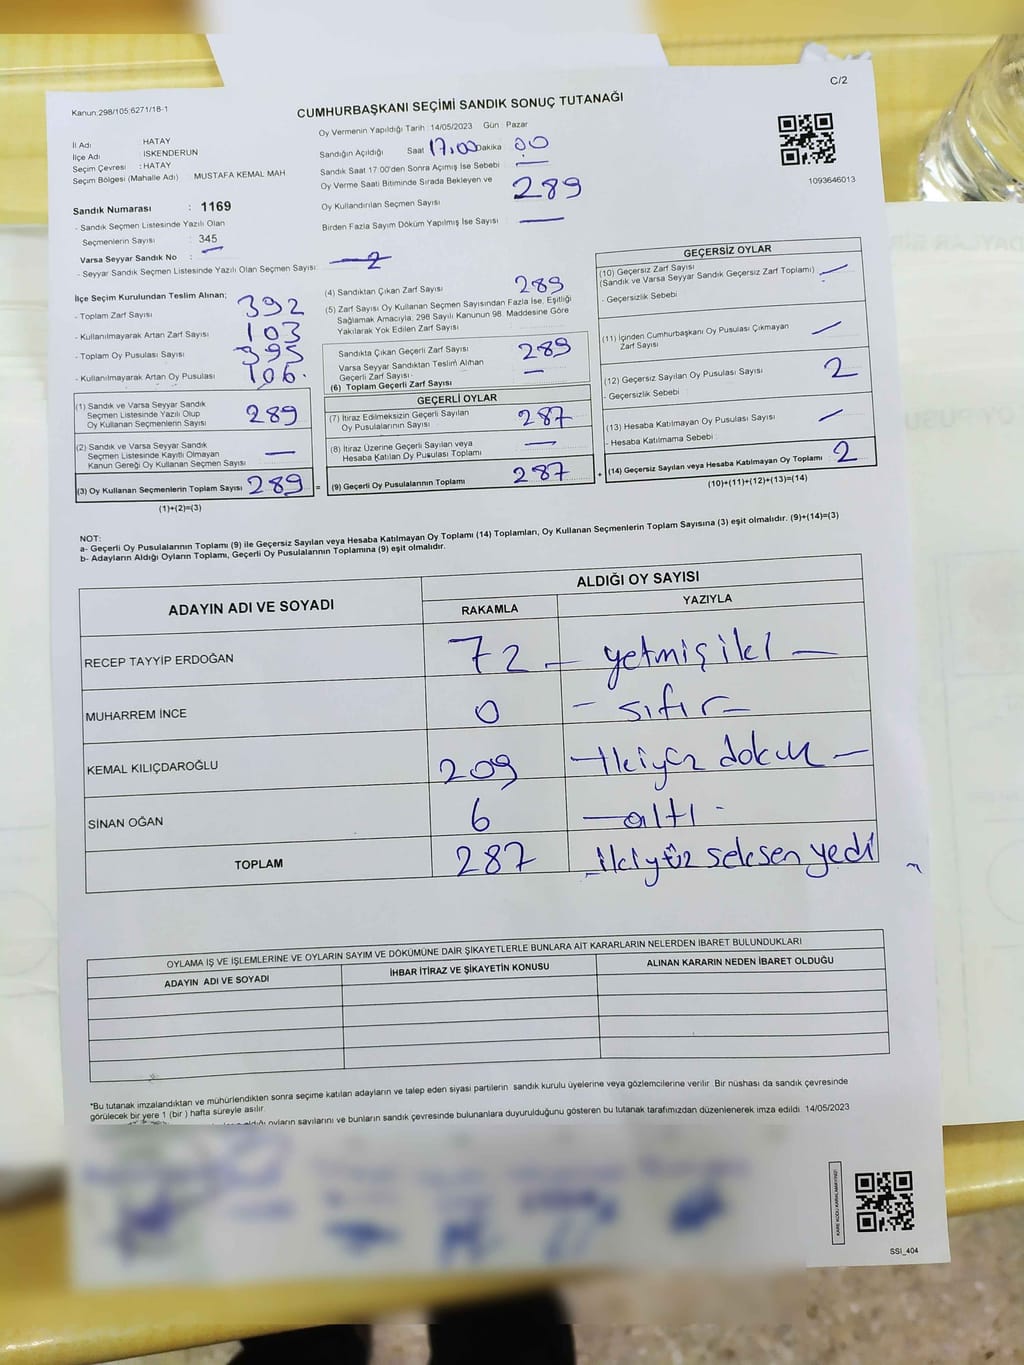 C/2
Kanun:298/105;6271/18-1
CUMHURBAŞKANI SEÇİMİ SANDIK SONUÇ TUTANAĞI
İl Adı HATAY
İlçe Adı İSKENDERUN
Seçim Çevresi : HATAY
Seçim Bölgesi (Mahalle Adı) MUSTAFA KEMAL MAH
Sandık Numarası : 1169
- Sandık Seçmen Listesinde Yazılı Olan
Seçmenlerin Sayısı : 345
Varsa Seyyar Sandık No :
- Seyyar Sandık Seçmen Listesinde Yazılı Olan Seçmen Sayısı:
Oy Vermenin Yapıldığı Tarih : 14/05/2023 Gün : Pazar
Sandığın Açıldığı Saat 17:00 Dakika 00
Sandık Saat 17:00'den Sonra Açımış İse Sebebi : —
Oy Verme Saati Bitiminde Sırada Bekleyen ve
Oy Kullandırılan Seçmen Sayısı 289
Birden Fazla Sayım Döküm Yapılmış İse Sayısı : —
1093646013
İlçe Seçim Kurulundan Teslim Alınan;
- Toplam Zarf Sayısı 392
- Kullanılmayarak Artan Zarf Sayısı 103
- Toplam Oy Pusulası Sayısı 395
- Kullanılmayarak Artan Oy Pusulası 106
(1) Sandık ve Varsa Seyyar Sandık
Seçmen Listesinde Yazılı Olup
Oy Kullanan Seçmenlerin Sayısı 289
(2) Sandık ve Varsa Seyyar Sandık
Seçmen Listesinde Kayıtlı Olmayan
Kanun Gereği Oy Kullanan Seçmen Sayısı —
(3) Oy Kullanan Seçmenlerin Toplam Sayısı 289 =
(1)+(2)=(3)
(4) Sandıktan Çıkan Zarf Sayısı 289
(5) Zarf Sayısı Oy Kullanan Seçmen Sayısından Fazla İse, Eşitliği
Sağlamak Amacıyla, 298 Sayılı Kanunun 98. Maddesine Göre
Yakılarak Yok Edilen Zarf Sayısı
Sandıkta Çıkan Geçerli Zarf Sayısı 289
Varsa Seyyar Sandıktan Teslim Alınan
Geçerli Zarf Sayısı - —
(6) Toplam Geçerli Zarf Sayısı
GEÇERLİ OYLAR
(7) İtiraz Edilmeksizin Geçerli Sayılan
Oy Pusulalarının Sayısı 287
(8) İtiraz Üzerine Geçerli Sayılan veya
Hesaba Katılan Oy Pusulası Toplamı —
(9) Geçerli Oy Pusulalarının Toplamı 287 +
GEÇERSİZ OYLAR
(10) Geçersiz Zarf Sayısı
(Sandık ve Varsa Seyyar Sandık Geçersiz Zarf Toplamı) —
- Geçersizlik Sebebi
(11) İçinden Cumhurbaşkanı Oy Pusulası Çıkmayan
Zarf Sayısı —
(12) Geçersiz Sayılan Oy Pusulası Sayısı 2
- Geçersizlik Sebebi :
(13) Hesaba Katılmayan Oy Pusulası Sayısı —
- Hesaba Katılmama Sebebi :
(14) Geçersiz Sayılan veya Hesaba Katılmayan Oy Toplamı : 2
(10)+(11)+(12)+(13)=(14)
NOT:
a- Geçerli Oy Pusulalarının Toplamı (9) ile Geçersiz Sayılan veya Hesaba Katılmayan Oy Toplamı (14) Toplamları, Oy Kullanan Seçmenlerin Toplam Sayısına (3) eşit olmalıdır. (9)+(14)=(3)
b- Adayların Aldığı Oyların Toplamı, Geçerli Oy Pusulalarının Toplamına (9) eşit olmalıdır.
ADAYIN ADI VE SOYADI
ALDIĞI OY SAYISI
RAKAMLA YAZIYLA
RECEP TAYYİP ERDOĞAN 72 — yetmiş iki —
MUHARREM İNCE 0 — sıfır —
KEMAL KILIÇDAROĞLU 209 — İkiyüz dokuz —
SİNAN OĞAN 6 — altı -
TOPLAM 287 ikiyüz seksen yedi
OYLAMA İŞ VE İŞLEMLERİNE VE OYLARIN SAYIM VE DÖKÜMÜNE DAİR ŞİKAYETLERLE BUNLARA AİT KARARLARIN NELERDEN İBARET BULUNDUKLARI
ADAYIN ADI VE SOYADI İHBAR İTİRAZ VE ŞİKAYETİN KONUSU ALINAN KARARIN NEDEN İBARET OLDUĞU
*Bu tutanak imzalandıktan ve mühürlendikten sonra seçime katılan adayların ve talep eden siyasi partilerin sandık kurulu üyelerine veya gözlemcilerine verilir. Bir nüshası da sandık çevresinde
görülecek bir yere 1 (bir ) hafta süreyle asılır.
oyların sayılarını ve bunların sandık çevresinde bulunanlara duyurulduğunu gösteren bu tutanak tarafımızdan düzenlenerek imza edildi. 14/05/2023
SSI_404